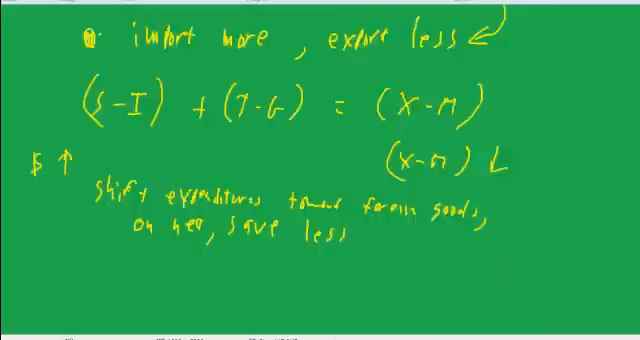 • import more, export less
(S-I) + (T-G) = (X-M)
$ ↑ (X-M) ↓
shift expenditures toward foreign goods,
on net, save less